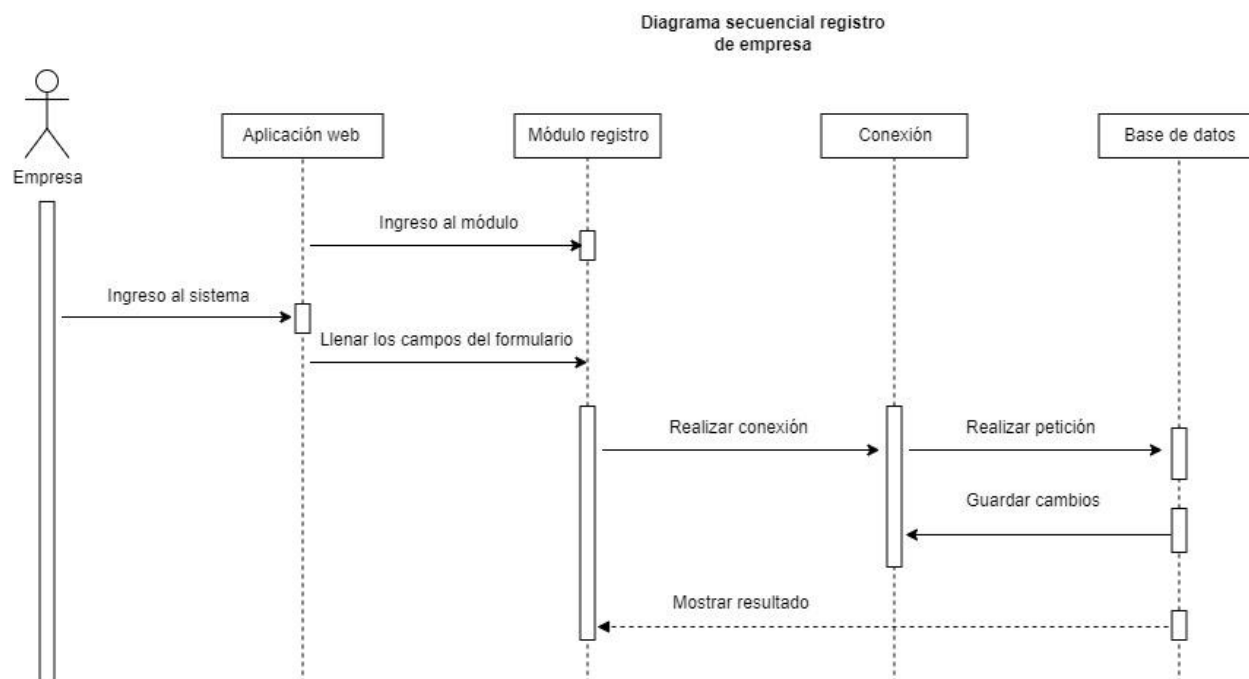 Diagrama secuencial registro
de empresa
Aplicación web
Módulo registro
Conexión
Base de datos
Empresa
Ingreso al módulo
Ingreso al sistema
Llenar los campos del formulario
Realizar conexión
Realizar petición
Guardar cambios
Mostrar resultado